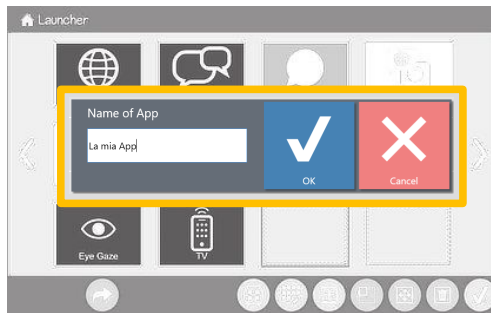 Launcher
Name of App
La mia App
OK
Cancel
Eye Gaze
TV